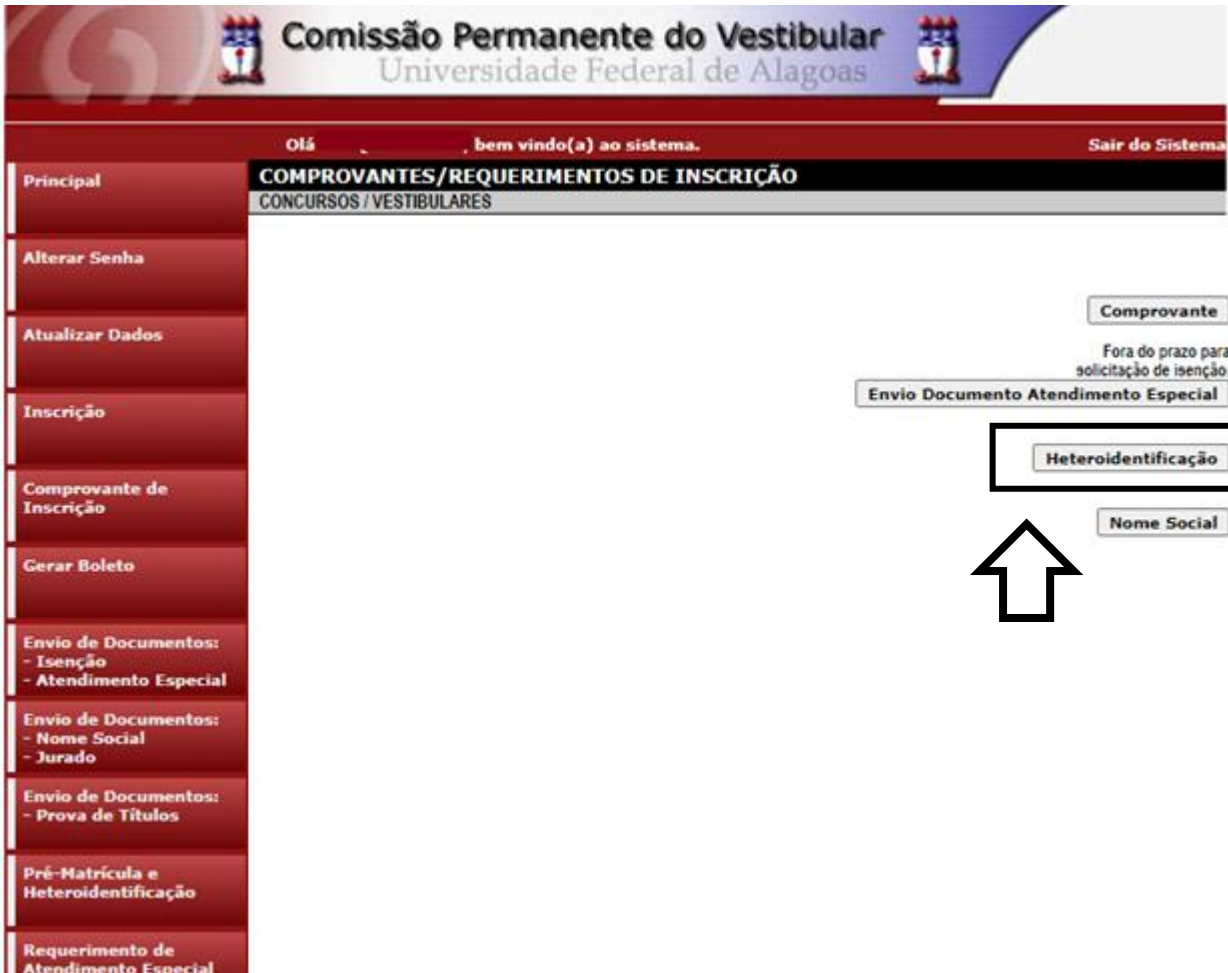 Comissão Permanente do Vestibular
Universidade Federal de Alagoas
Olá , bem vindo(a) ao sistema.
Sair do Sistema
Principal
Alterar Senha
Atualizar Dados
Inscrição
Comprovante de
Inscrição
Gerar Boleto
Envio de Documentos:
- Isenção
- Atendimento Especial
Envio de Documentos:
- Nome Social
- Jurado
Envio de Documentos:
- Prova de Títulos
Pré-Matrícula e
Heteroidentificação
Requerimento de
Atendimento Especial
COMPROVANTES/REQUERIMENTOS DE INSCRIÇÃO
CONCURSOS / VESTIBULARES
Comprovante
Fora do prazo para
solicitação de isenção
Envio Documento Atendimento Especial
Heteroidentificação
Nome Social